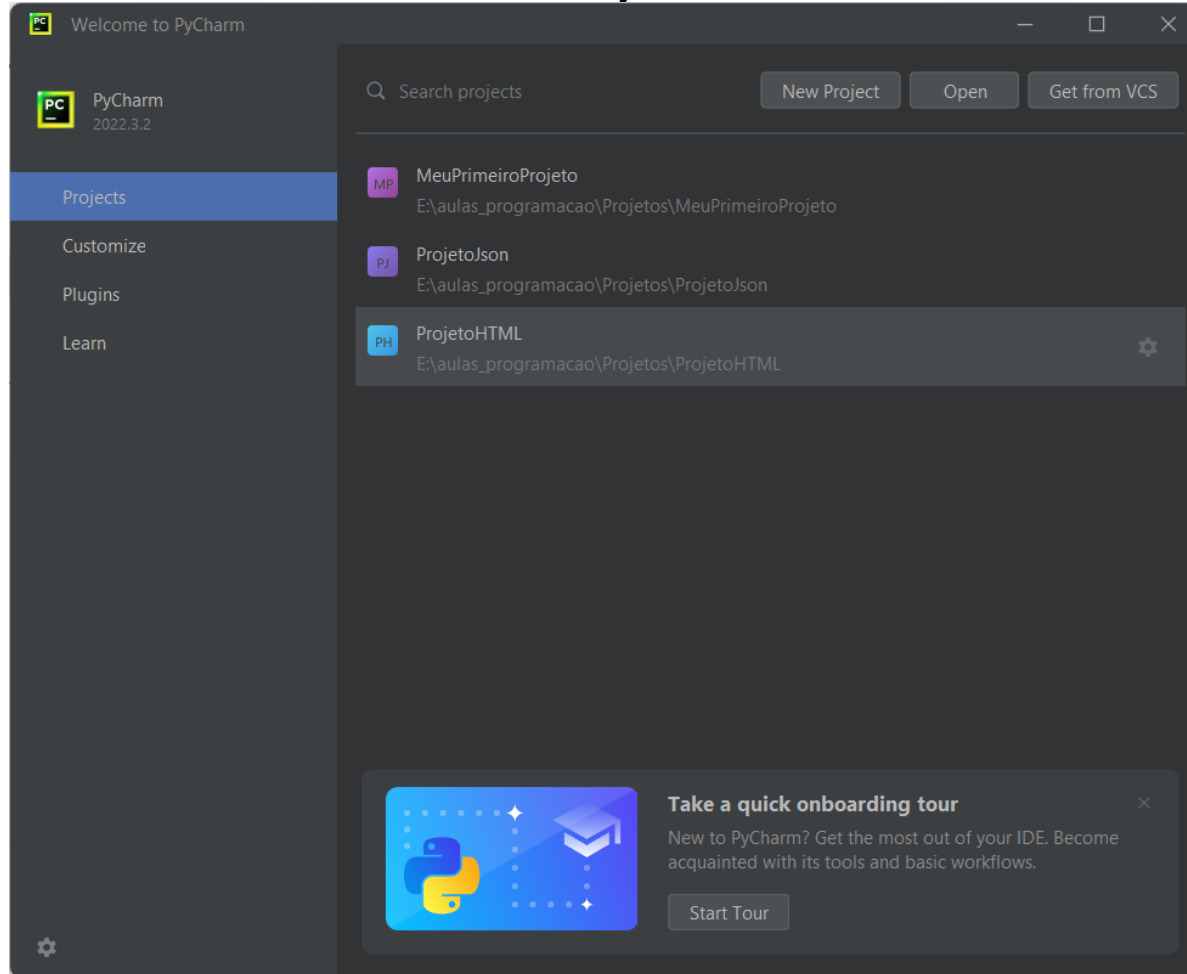 Welcome to PyCharm
PyCharm
2022.3.2
Projects
Customize
Plugins
Learn
Search projects
New Project
Open
Get from VCS
MP
MeuPrimeiroProjeto
E:\aulas_programacao\Projetos\MeuPrimeiroProjeto
PJ
ProjetoJson
E:\aulas_programacao\Projetos\ProjetoJson
PH
ProjetoHTML
E:\aulas_programacao\Projetos\ProjetoHTML
Take a quick onboarding tour
New to PyCharm? Get the most out of your IDE. Become
acquainted with its tools and basic workflows.
Start Tour